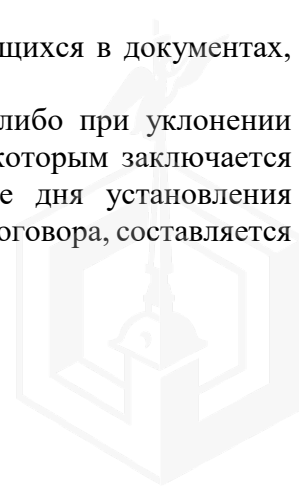 щихся в документах,
либо при уклонении
которым заключается
е дня установления
оговора, составляется